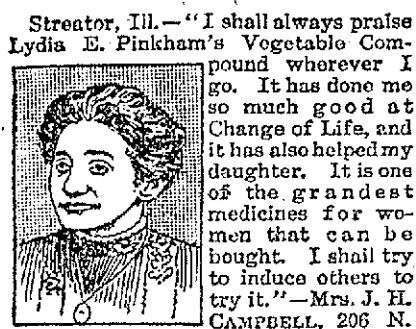 Streator, Ill.—"I shall always praise
Lydia E. Pinkham's Vegetable Com-
pound wherever I
go. It has done me
so much good at
Change of Life, and
it has also helped my
daughter. It is one
of the grandest
medicines for wo-
men that can be
bought. I shall try
to induce others to
try it."—Mrs. J. H.
CAMPBELL, 206 N.